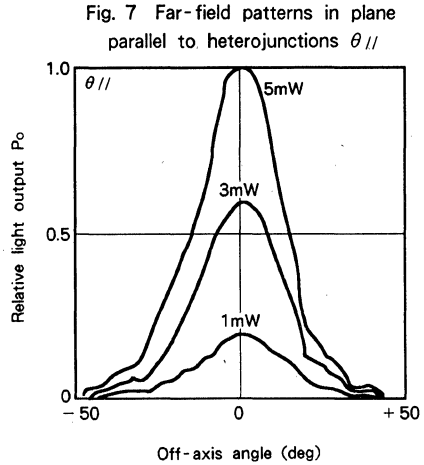 Fig. 7 Far-field patterns in plane
parallel to heterojunctions θ//
θ//
1.0
5mW
3mW
0.5
1mW
0
-50
0
+50
Relative light output Po
Off-axis angle (deg)